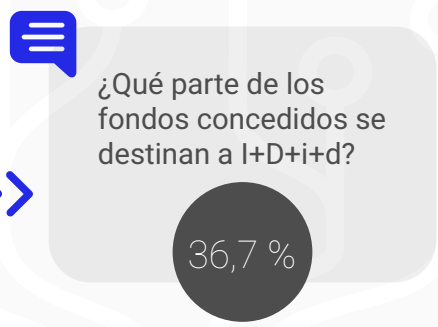 ¿Qué parte de los
fondos concedidos se
destinan a I+D+i+d?
36,7 %